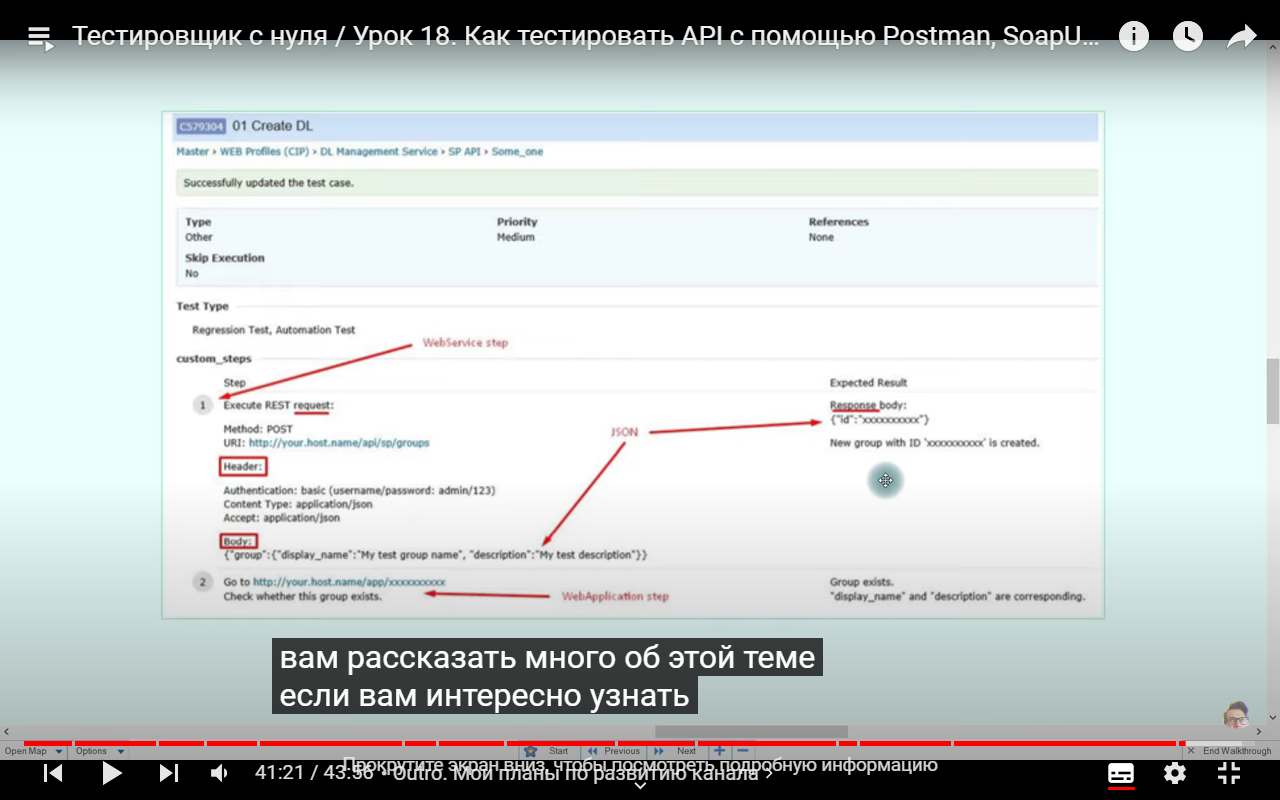 Тестировщик с нуля / Урок 18. Как тестировать API с помощью Postman, SoapU...
C579304 01 Create DL
Master > WEB Profiles (CIP) > DL Management Service > SP API > Some_one
Successfully updated the test case.
Type Priority References
Other Medium None
Skip Execution
No
Test Type
Regression Test, Automation Test
WebService step
custom_steps
Step Expected Result
1 Execute REST request: Response body:
{"id":"xxxxxxxxxx"}
Method: POST
JSON
URI: http://your.host.name/api/sp/groups New group with ID 'xxxxxxxxxx' is created.
Header:
Authentication: basic (username/password: admin/123)
Content Type: application/json
Accept: application/json
Body:
{"group":{"display_name":"My test group name", "description":"My test description"}}
2 Go to http://your.host.name/app/xxxxxxxxxx Group exists.
Check whether this group exists. WebApplication step "display_name" and "description" are corresponding.
вам рассказать много об этой теме
если вам интересно узнать
Open Map Options Start Previous Next End Walkthrough
Прокрутите экран вниз, чтобы посмотреть подробную информацию
41:21 / 43:56 • Outro. Мои планы по развитию канала